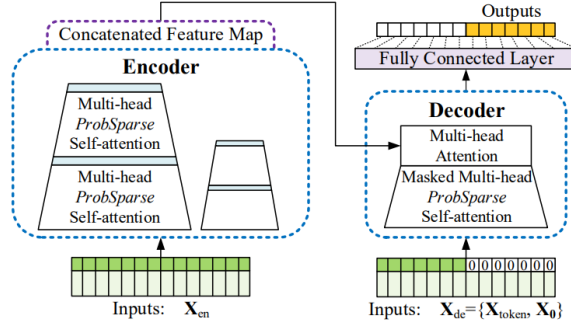 Concatenated Feature Map
Encoder
Multi-head
ProbSparse
Self-attention
Multi-head
ProbSparse
Self-attention
Inputs: Xen
Outputs
Fully Connected Layer
Decoder
Multi-head
Attention
Masked Multi-head
ProbSparse
Self-attention
0 0 0 0 0 0 0
Inputs: Xde={Xtoken, X0}